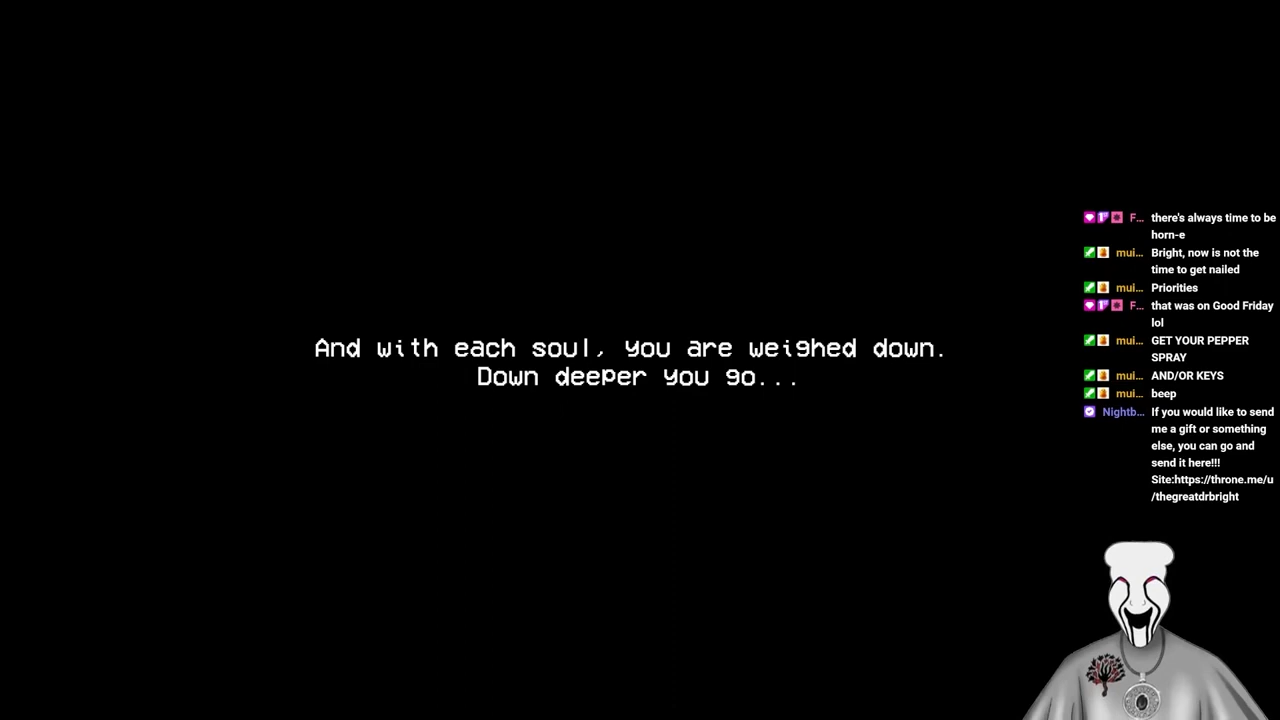 And with each soul, you are weighed down.
Down deeper you go...
F... there's always time to be
horn-e
mui... Bright, now is not the
time to get nailed
mui... Priorities
F... that was on Good Friday
lol
mui... GET YOUR PEPPER
SPRAY
mui... AND/OR KEYS
mui... beep
Nightb... If you would like to send
me a gift or something
else, you can go and
send it here!!!
Site:https://throne.me/u
/thegreatdrbright